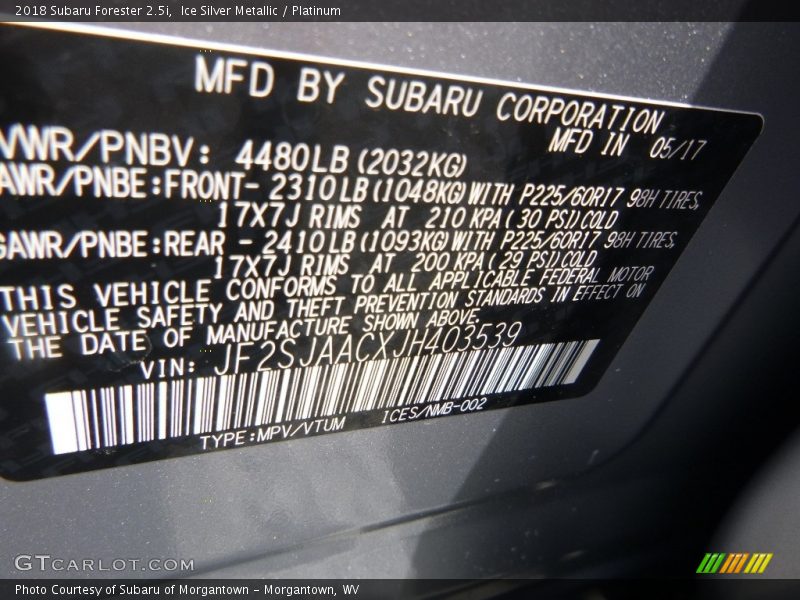 2018 Subaru Forester 2.5i,  Ice Silver Metallic / Platinum
MFD BY SUBARU CORPORATION
MFD IN 05/17
VWR/PNBV: 4480LB (2032KG)
AWR/PNBE:FRONT- 2310LB (1048KG) WITH P225/60R17 98H TIRES,
17X7J RIMS AT 210 KPA (30 PSI) COLD
GAWR/PNBE:REAR - 2410LB (1093KG) WITH P225/60R17 98H TIRES,
17X7J RIMS AT 200 KPA (29 PSI) COLD
THIS VEHICLE CONFORMS TO ALL APPLICABLE FEDERAL MOTOR
VEHICLE SAFETY AND THEFT PREVENTION STANDARDS IN EFFECT ON
THE DATE OF MANUFACTURE SHOWN ABOVE.
VIN: JF2SJAACXJH403539
TYPE:MPV/VTUM ICES/NMB-002
GTCARLOT.COM
Photo Courtesy of Subaru of Morgantown – Morgantown, WV